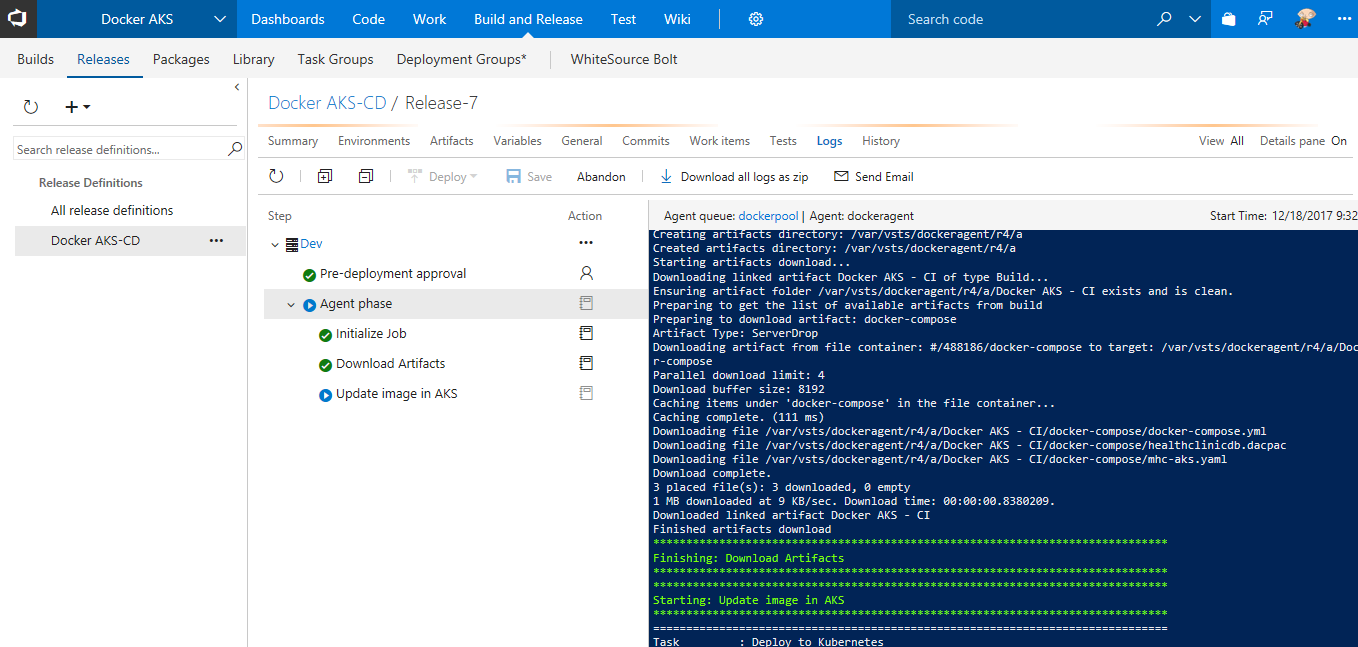 Docker AKS Dashboards Code Work Build and Release Test Wiki Search code
Builds Releases Packages Library Task Groups Deployment Groups* WhiteSource Bolt
Search release definitions...
Release Definitions
All release definitions
Docker AKS-CD ...
Docker AKS-CD / Release-7
Summary Environments Artifacts Variables General Commits Work items Tests Logs History View All Details pane On
Deploy Save Abandon Download all logs as zip Send Email
Step Action
Dev ...
Pre-deployment approval
Agent phase
Initialize Job
Download Artifacts
Update image in AKS
Agent queue: dockerpool | Agent: dockeragent Start Time: 12/18/2017 9:32
Creating artifacts directory: /var/vsts/dockeragent/r4/a
Created artifacts directory: /var/vsts/dockeragent/r4/a
Starting artifacts download...
Downloading linked artifact Docker AKS - CI of type Build...
Ensuring artifact folder /var/vsts/dockeragent/r4/a/Docker AKS - CI exists and is clean.
Preparing to get the list of available artifacts from build
Preparing to download artifact: docker-compose
Artifact Type: ServerDrop
Downloading artifact from file container: #/488186/docker-compose to target: /var/vsts/dockeragent/r4/a/Doc
r-compose
Parallel download limit: 4
Download buffer size: 8192
Caching items under 'docker-compose' in the file container...
Caching complete. (111 ms)
Downloading file /var/vsts/dockeragent/r4/a/Docker AKS - CI/docker-compose/docker-compose.yml
Downloading file /var/vsts/dockeragent/r4/a/Docker AKS - CI/docker-compose/healthclinicdb.dacpac
Downloading file /var/vsts/dockeragent/r4/a/Docker AKS - CI/docker-compose/mhc-aks.yaml
Download complete.
3 placed file(s): 3 downloaded, 0 empty
1 MB downloaded at 9 KB/sec. Download time: 00:00:00.8380209.
Downloaded linked artifact Docker AKS - CI
Finished artifacts download
******************************************************************************
Finishing: Download Artifacts
******************************************************************************
******************************************************************************
Starting: Update image in AKS
******************************************************************************
==============================================================================
Task : Deploy to Kubernetes